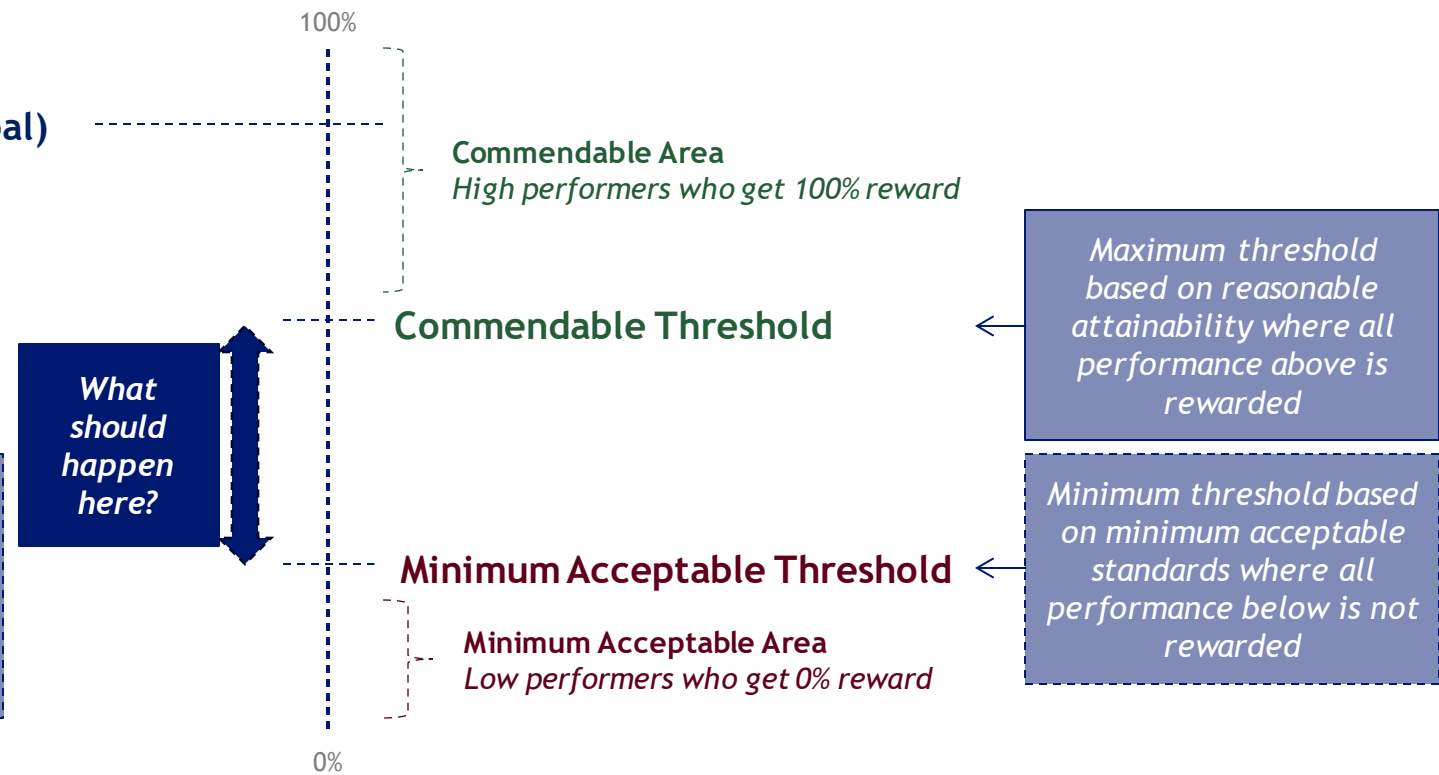 100%
al)
Commendable Area
High performers who get 100% reward
Maximum threshold
based on reasonable
attainability where all
performance above is
rewarded
Commendable Threshold
What
should
happen
here?
Minimum threshold based
on minimum acceptable
standards where all
performance below is not
rewarded
Minimum Acceptable Threshold
Minimum Acceptable Area
Low performers who get 0% reward
0%